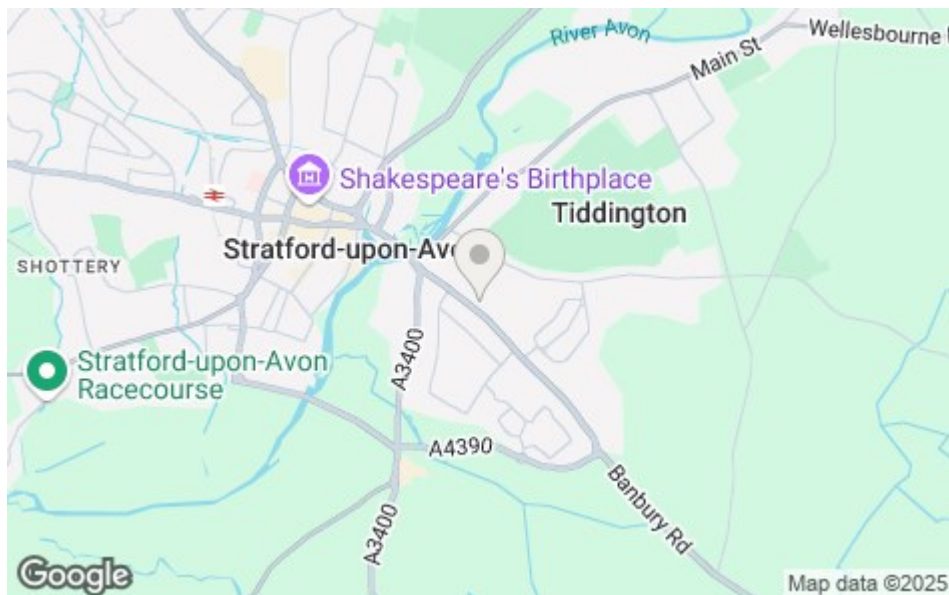 River Avon
Wellesbourne
Main St
Shakespeare's Birthplace
Tiddington
Stratford-upon-Av
SHOTTERY
A3400
Stratford-upon-Avon
Racecourse
A4390
Banbury Rd
A3400
Google
Map data ©2025